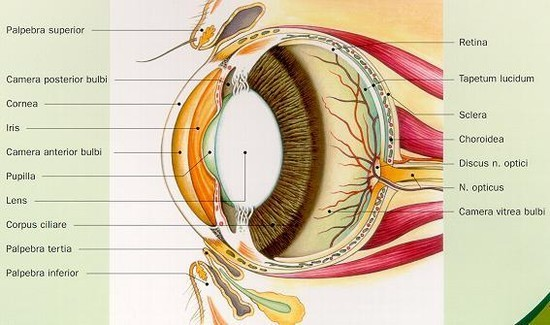 Palpebra superior
Camera posterior bulbi
Cornea
Iris
Camera anterior bulbi
Pupilla
Lens
Corpus ciliare
Palpebra tertia
Palpebra inferior
Retina
Tapetum lucidum
Sclera
Choroidea
Discus n. optici
N. opticus
Camera vitrea bulbi